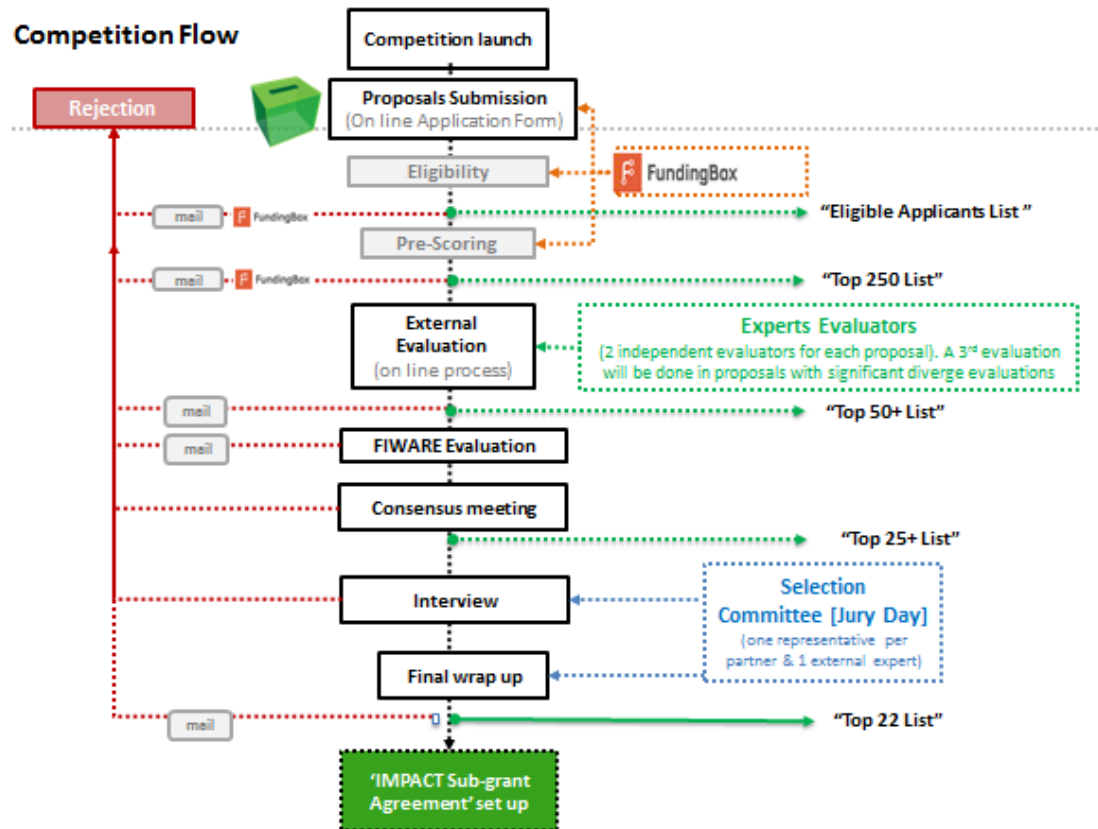 Competition Flow
Competition launch
Rejection
Proposals Submission
(On line Application Form)
Eligibility
FundingBox
mail
FundingBox
“Eligible Applicants List ”
Pre-Scoring
mail
FundingBox
“Top 250 List”
External
Evaluation
(on line process)
Experts Evaluators
(2 independent evaluators for each proposal). A 3rd evaluation
will be done in proposals with significant diverge evaluations
mail
“Top 50+ List”
mail
FIWARE Evaluation
Consensus meeting
“Top 25+ List”
Interview
Selection
Committee [Jury Day]
(one representative per
partner & 1 external expert)
Final wrap up
mail
“Top 22 List”
‘IMPACT Sub-grant
Agreement’ set up